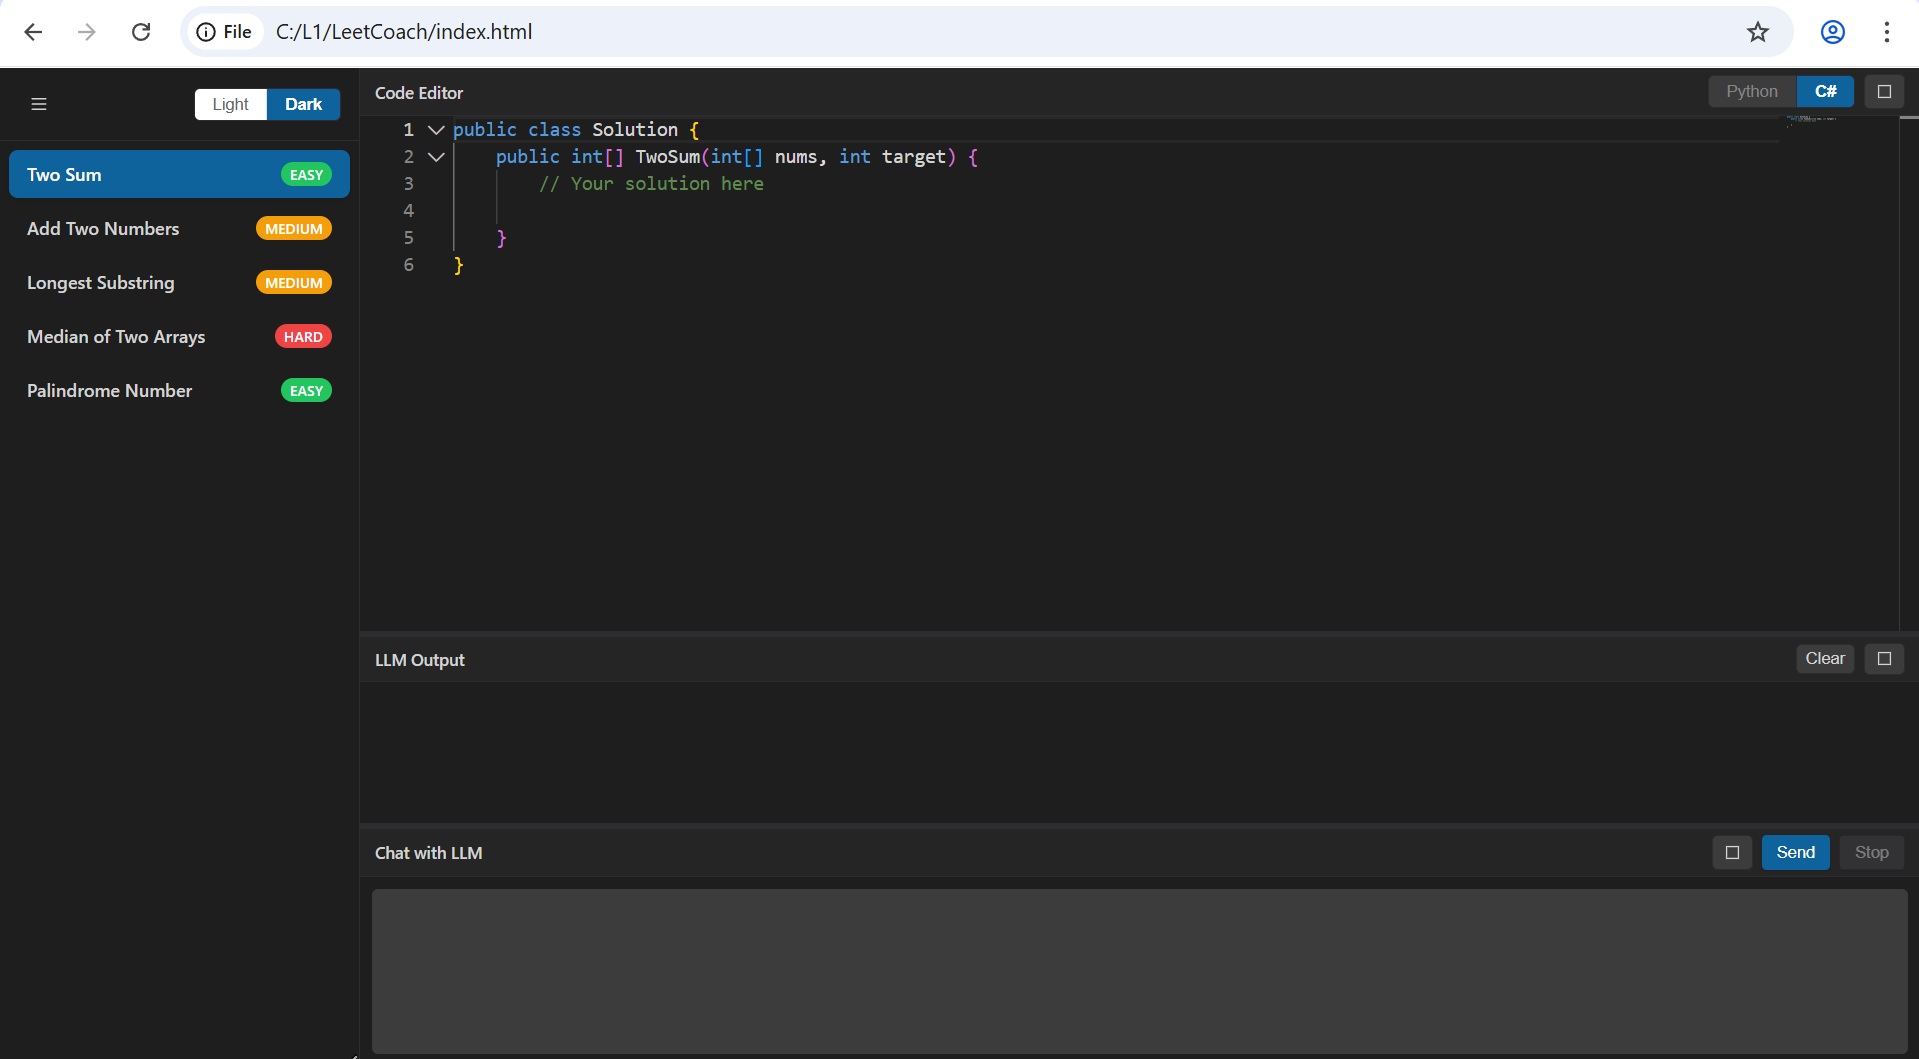 File C:/L1/LeetCoach/index.html
Light Dark
Two Sum EASY
Add Two Numbers MEDIUM
Longest Substring MEDIUM
Median of Two Arrays HARD
Palindrome Number EASY
Code Editor Python C#
1 public class Solution {
2 public int[] TwoSum(int[] nums, int target) {
3 // Your solution here
4
5 }
6 }
LLM Output Clear
Chat with LLM Send Stop